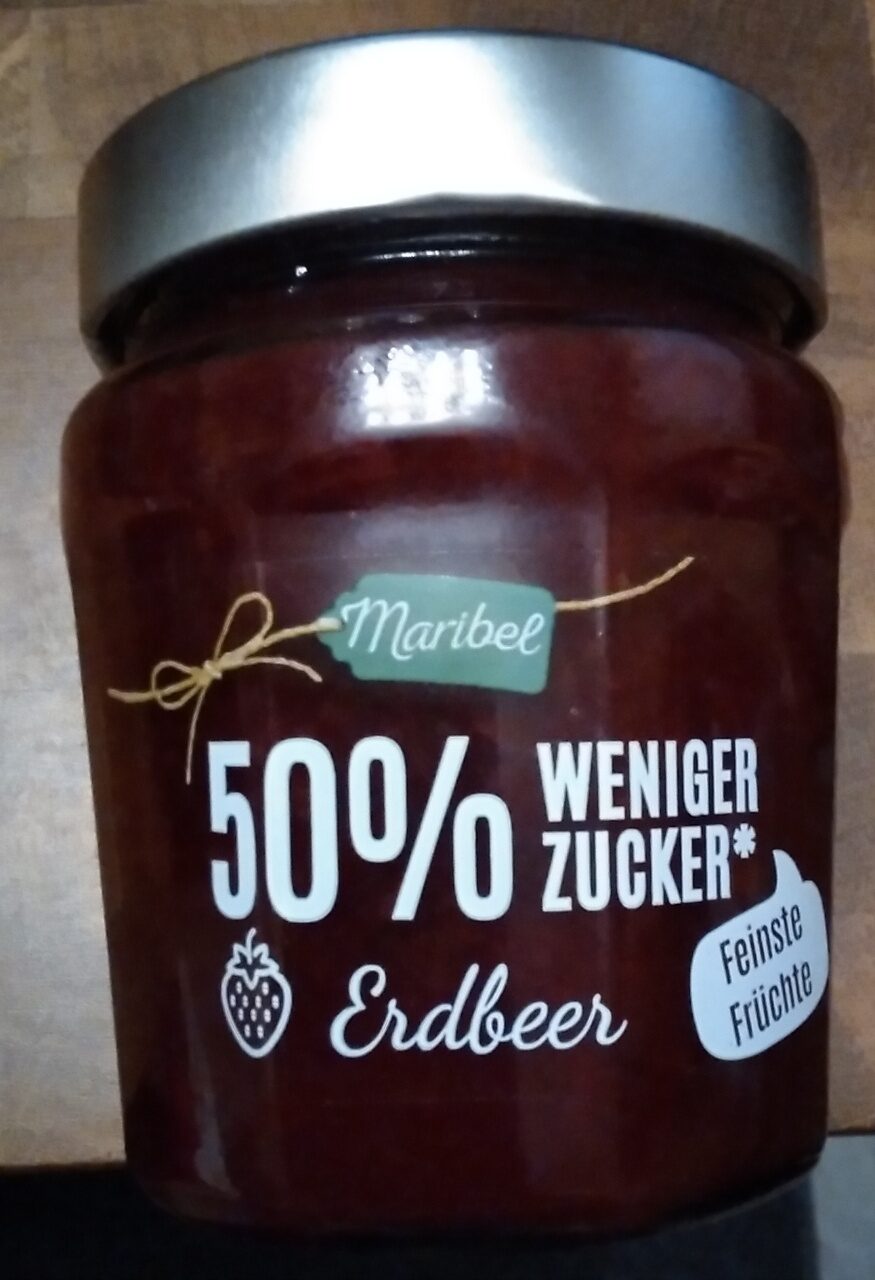 Maribel
50% WENIGER
ZUCKER*
Feinste
Früchte
Erdbeer